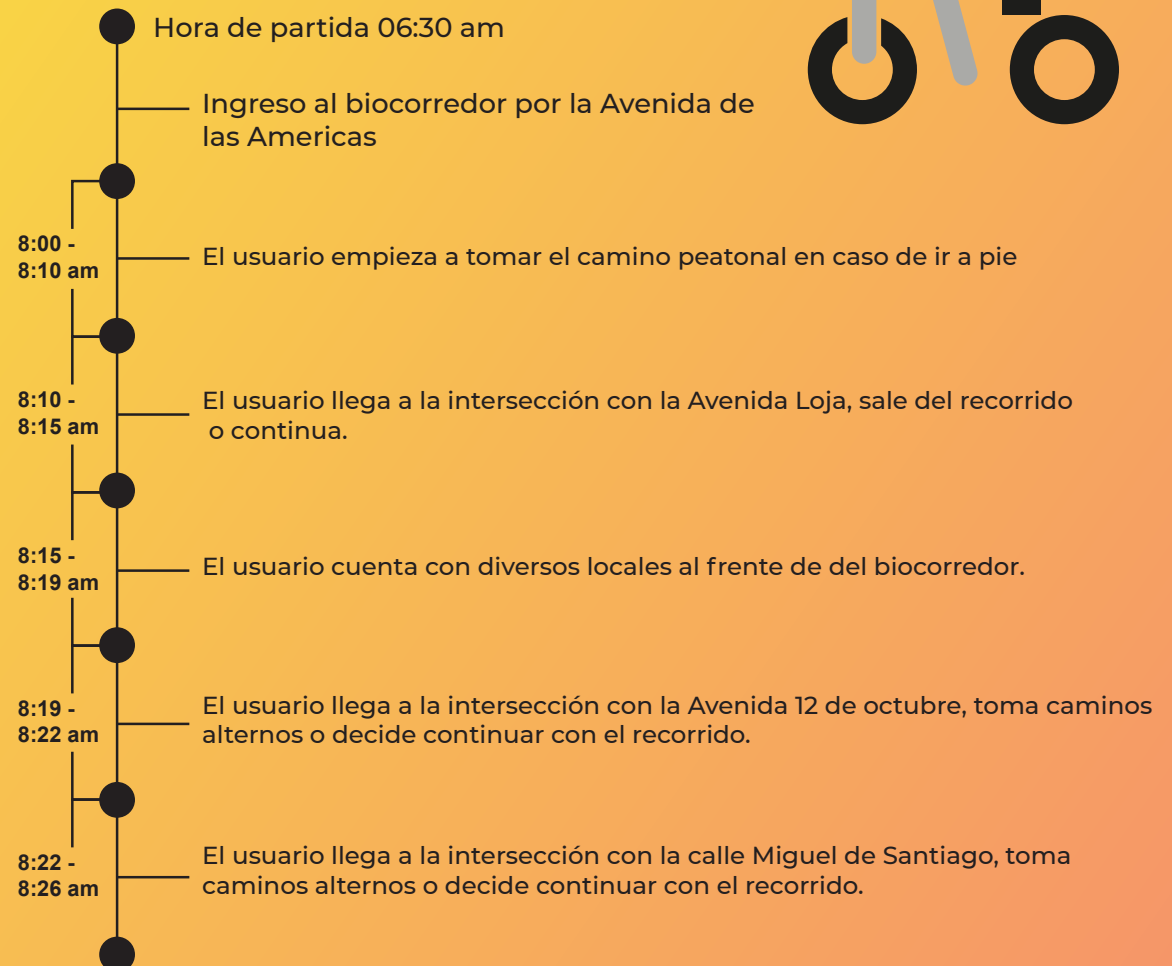 Hora de partida 06:30 am
Ingreso al biocorredor por la Avenida de
las Americas
8:00 -
8:10 am
El usuario empieza a tomar el camino peatonal en caso de ir a pie
8:10 -
8:15 am
El usuario llega a la intersección con la Avenida Loja, sale del recorrido
o continua.
8:15 -
8:19 am
El usuario cuenta con diversos locales al frente de del biocorredor.
8:19 -
8:22 am
El usuario llega a la intersección con la Avenida 12 de octubre, toma caminos
alternos o decide continuar con el recorrido.
8:22 -
8:26 am
El usuario llega a la intersección con la calle Miguel de Santiago, toma
caminos alternos o decide continuar con el recorrido.